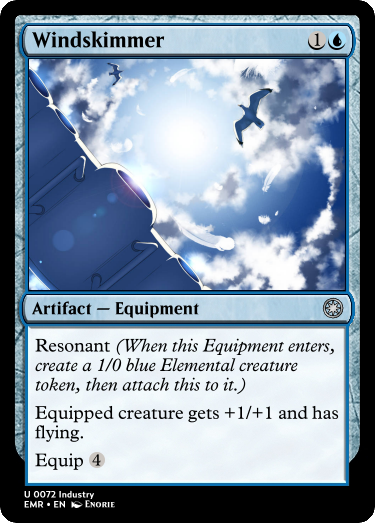 Windskimmer 1
Artifact — Equipment
Resonant (When this Equipment enters,
create a 1/0 blue Elemental creature
token, then attach this to it.)
Equipped creature gets +1/+1 and has
flying.
Equip 4
U 0072 Industry
EMR • EN Enorie